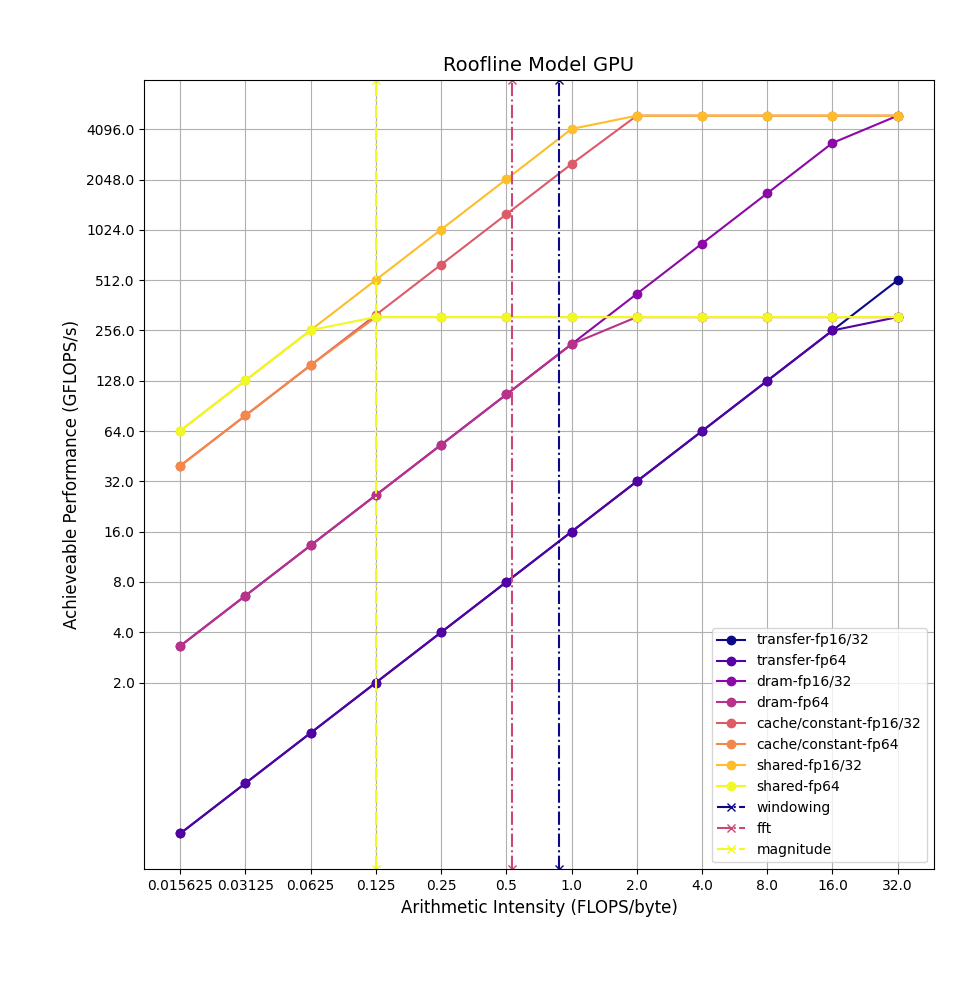 Roofline Model GPU
Achieveable Performance (GFLOPS/s)
4096.0
2048.0
1024.0
512.0
256.0
128.0
64.0
32.0
16.0
8.0
4.0
2.0
transfer-fp16/32
transfer-fp64
dram-fp16/32
dram-fp64
cache/constant-fp16/32
cache/constant-fp64
shared-fp16/32
shared-fp64
windowing
fft
magnitude
0.015625 0.03125 0.0625 0.125 0.25 0.5 1.0 2.0 4.0 8.0 16.0 32.0
Arithmetic Intensity (FLOPS/byte)